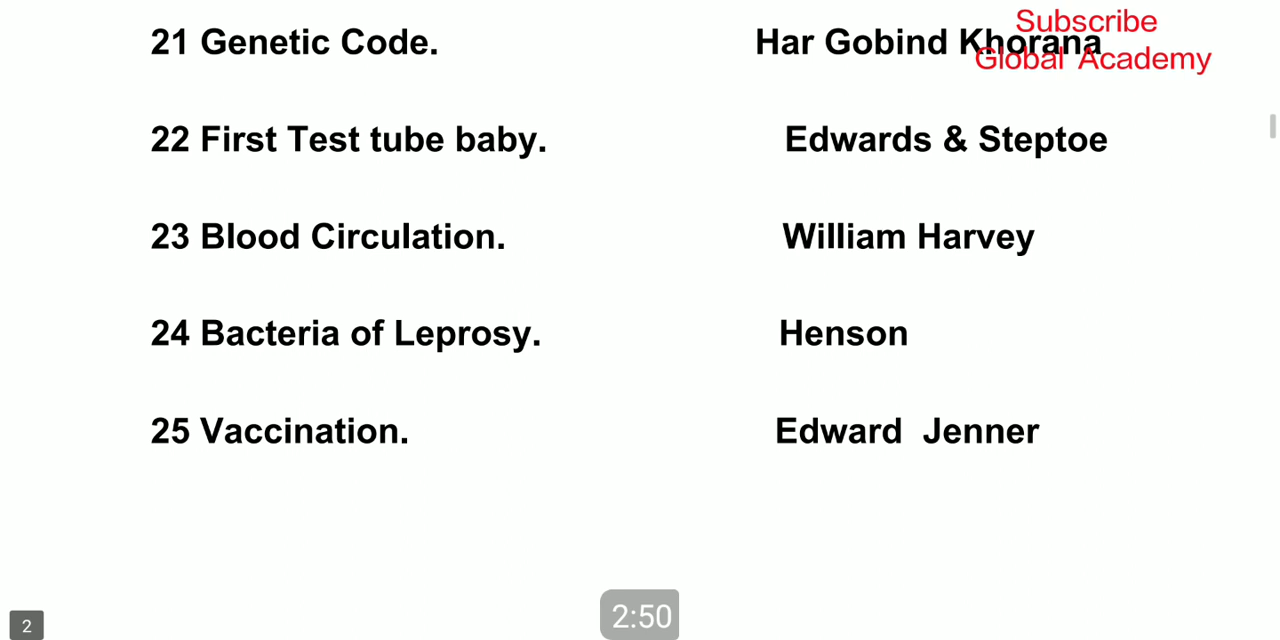 Subscribe
21 Genetic Code. Har Gobind Khorana
Global Academy
22 First Test tube baby. Edwards & Steptoe
23 Blood Circulation. William Harvey
24 Bacteria of Leprosy. Henson
25 Vaccination. Edward Jenner
2:50
2